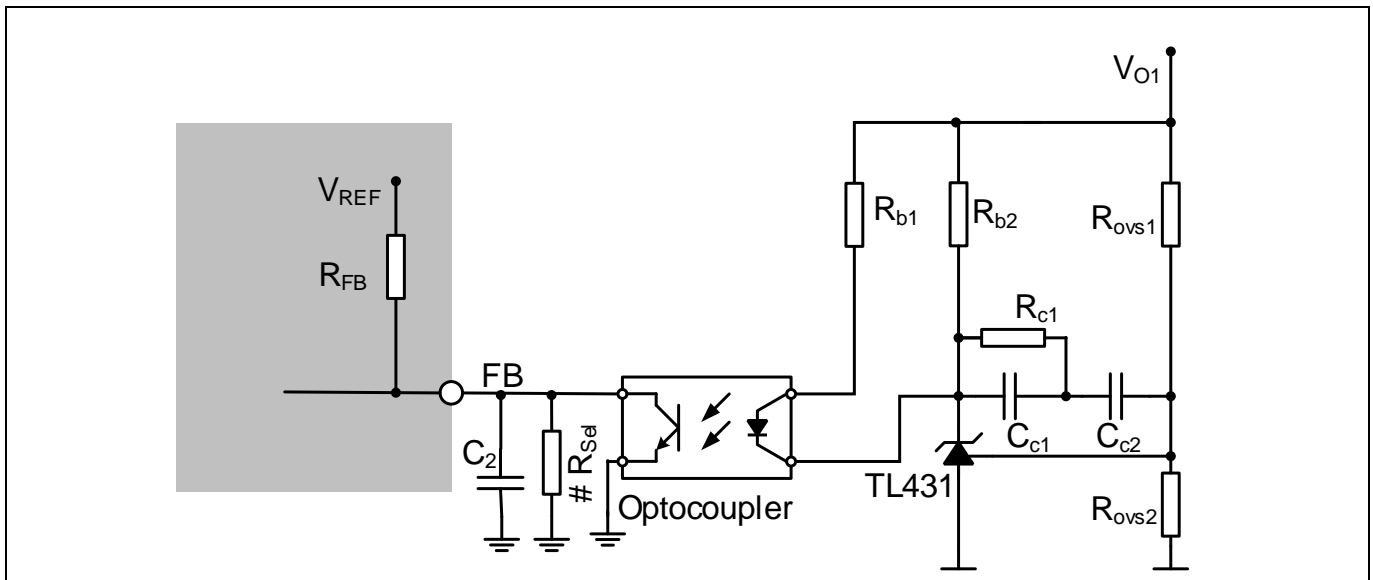 V_O1
V_REF
R_FB
R_b1
R_b2
R_ovs1
R_c1
FB
C_2
# R_Sel
C_c1
C_c2
TL431
Optocoupler
R_ovs2